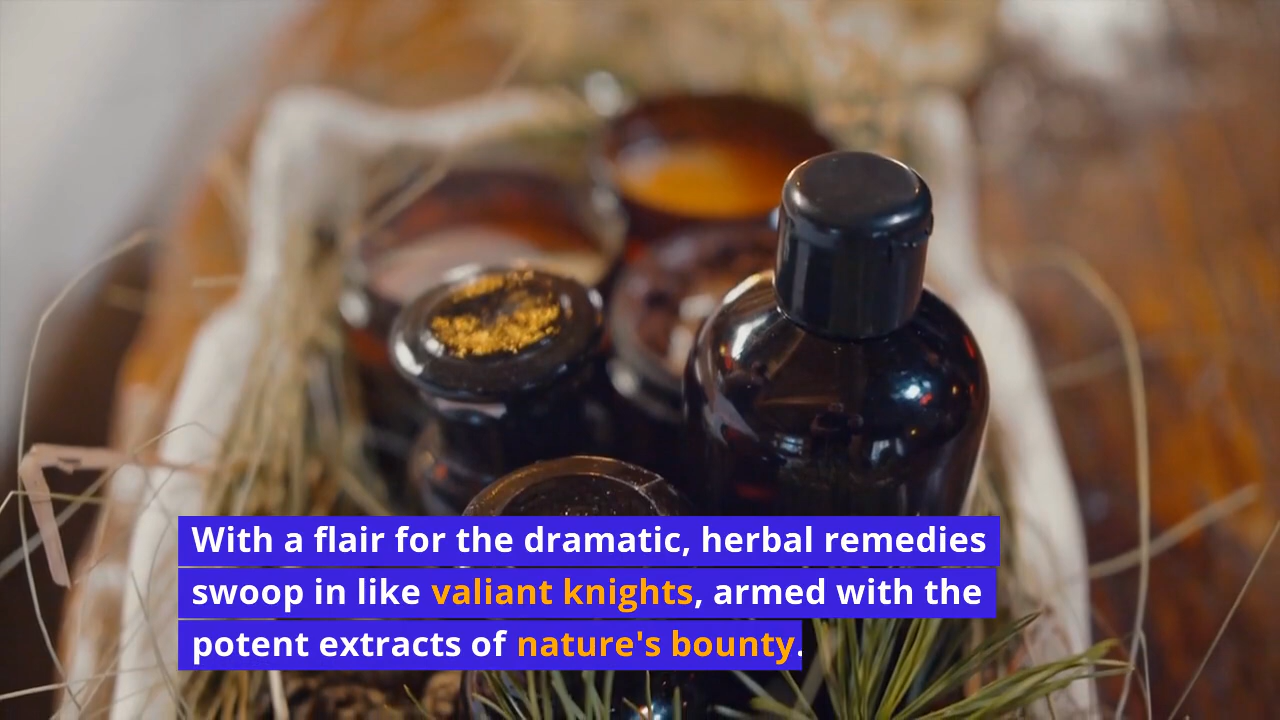 With a flair for the dramatic, herbal remedies
swoop in like valiant knights, armed with the
potent extracts of nature's bounty.